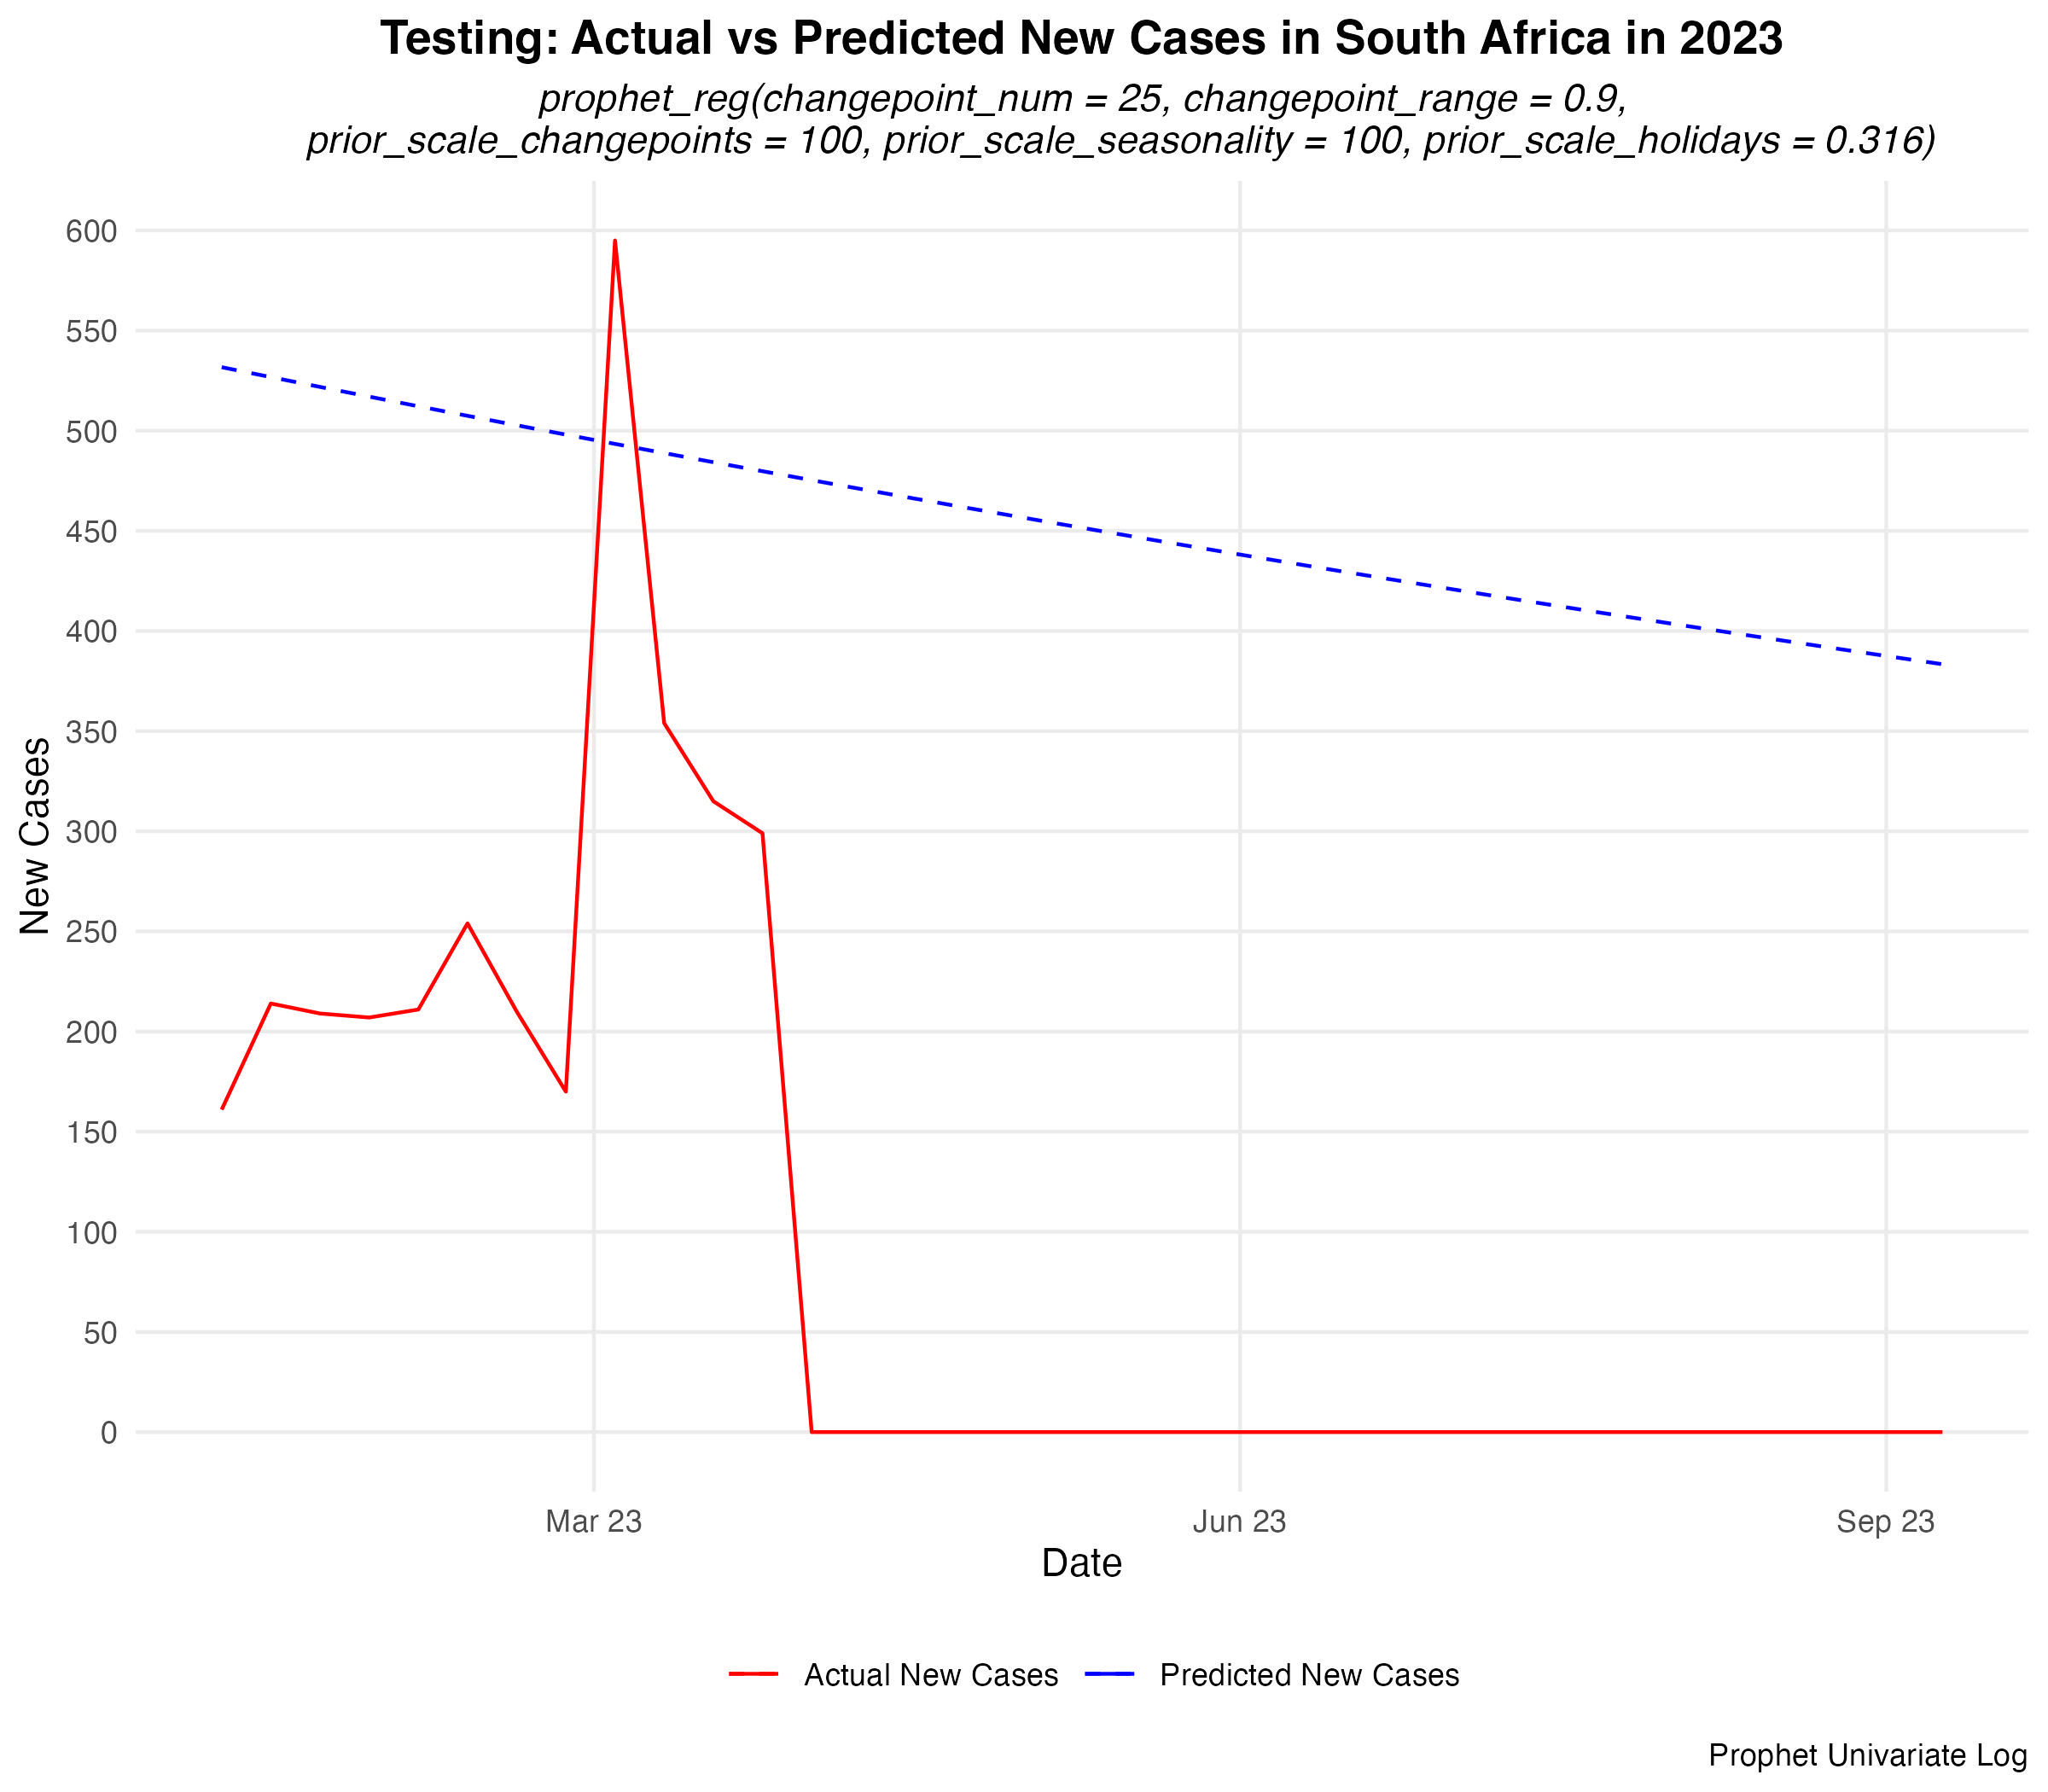 Testing: Actual vs Predicted New Cases in South Africa in 2023
prophet_reg(changepoint_num = 25, changepoint_range = 0.9,
prior_scale_changepoints = 100, prior_scale_seasonality = 100, prior_scale_holidays = 0.316)
600
550
500
450
400
350
300
250
200
150
100
50
0
New Cases
Mar 23
Jun 23
Sep 23
Date
Actual New Cases
Predicted New Cases
Prophet Univariate Log